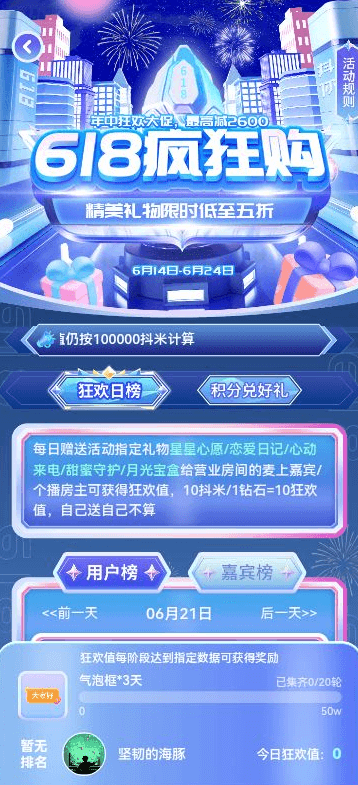 618
活动规则
年中狂欢大促，最高减2600
618疯狂购
精美礼物限时低至五折
6月14日-6月24日
值仍按100000抖米计算
狂欢日榜
积分兑好礼
每日赠送活动指定礼物星星心愿/恋爱日记/心动
来电/甜蜜守护/月光宝盒给营业房间的麦上嘉宾/
个播房主可获得狂欢值，10抖米/1钻石=10狂欢
值，自己送自己不算
用户榜
嘉宾榜
<<前一天
06月21日
后一天>>
狂欢值每阶段达到指定数据可获得奖励
气泡框*3天
已集齐0/20轮
0
50w
暂无
排名
坚韧的海豚
今日狂欢值：0